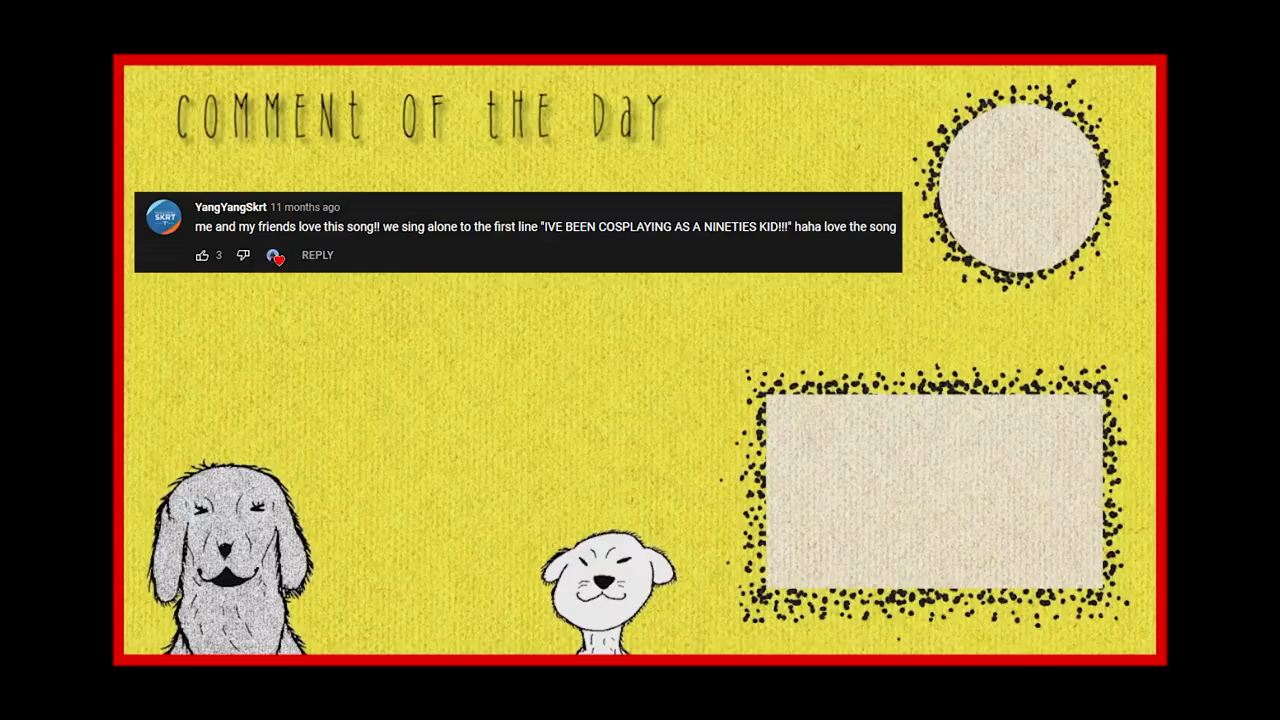 COMMENt OF tHE DaY
YangYangSkrt 11 months ago
SKRT
me and my friends love this song!! we sing alone to the first line "IVE BEEN COSPLAYING AS A NINETIES KID!!!" haha love the song
3 REPLY